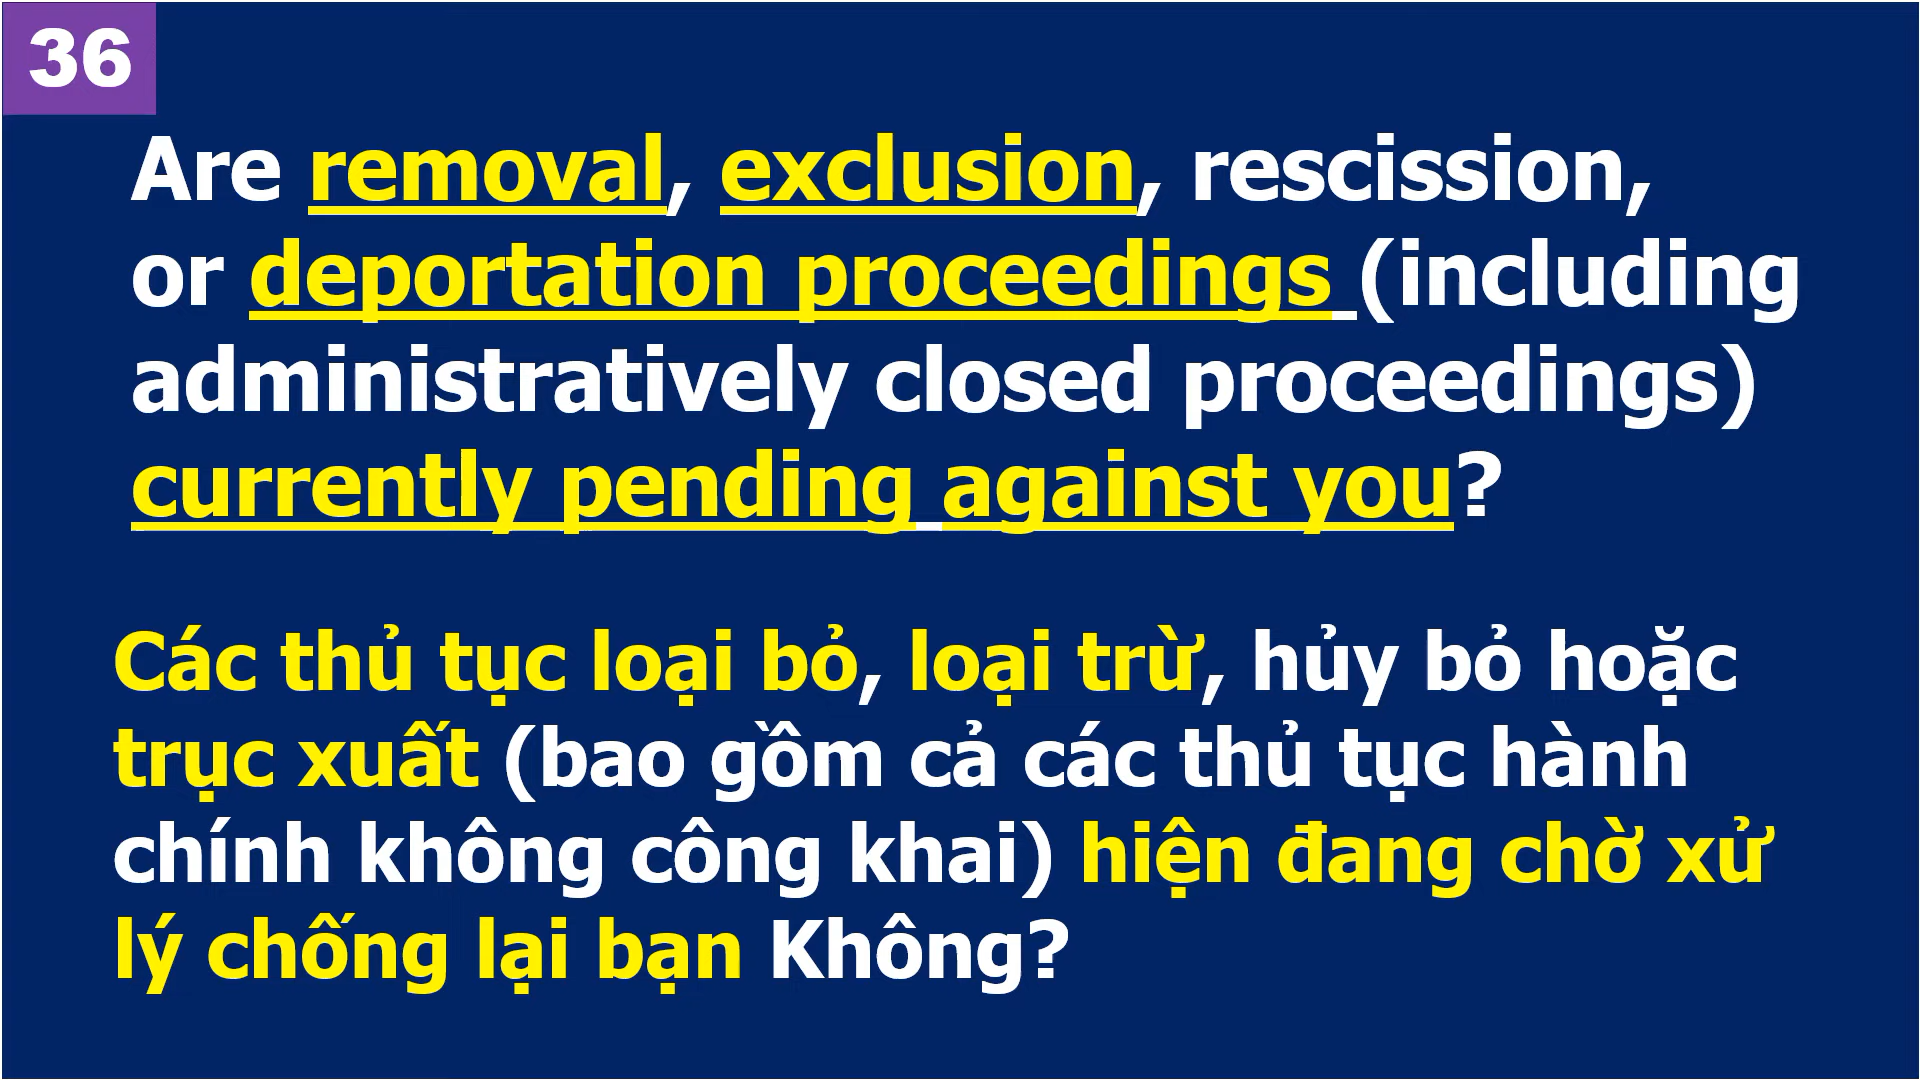 36
Are removal, exclusion, rescission,
or deportation proceedings (including
administratively closed proceedings)
currently pending against you?
Các thủ tục loại bỏ, loại trừ, hủy bỏ hoặc
trục xuất (bao gồm cả các thủ tục hành
chính không công khai) hiện đang chờ xử
lý chống lại bạn Không?